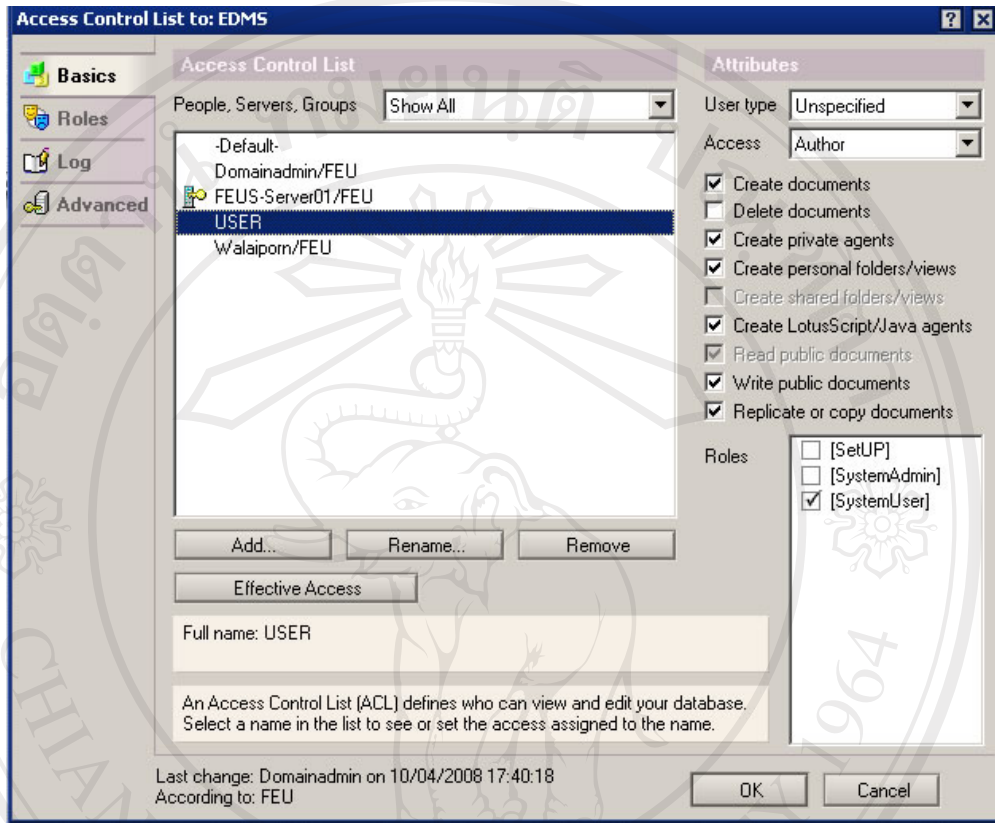 Access Control List to: EDMS
Basics
Roles
Log
Advanced
Access Control List
People, Servers, Groups Show All
-Default-
Domainadmin/FEU
FEUS-Server01/FEU
USER
Walaiporn/FEU
Add... Rename... Remove
Effective Access
Full name: USER
An Access Control List (ACL) defines who can view and edit your database.
Select a name in the list to see or set the access assigned to the name.
Attributes
User type Unspecified
Access Author
Create documents
Delete documents
Create private agents
Create personal folders/views
Create shared folders/views
Create LotusScript/Java agents
Read public documents
Write public documents
Replicate or copy documents
Roles
[SetUP]
[SystemAdmin]
[SystemUser]
Last change: Domainadmin on 10/04/2008 17:40:18
According to: FEU
OK Cancel
1964